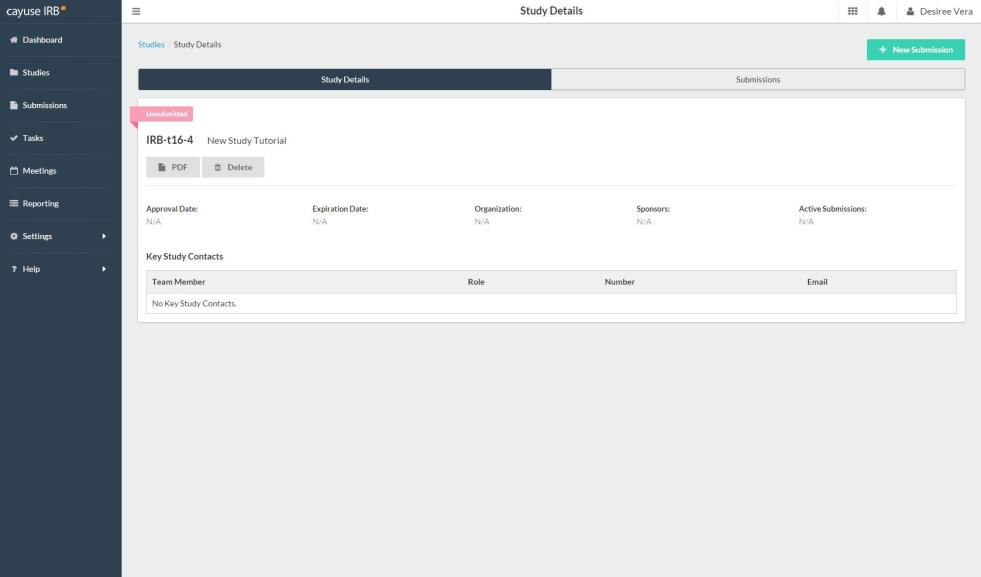 cayuse IRB
Study Details
Desiree Vera
Dashboard
Studies
Submissions
Tasks
Meetings
Reporting
Settings
? Help
Studies / Study Details
+ New Submission
Study Details
Submissions
Unsubmitted
IRB-t16-4 New Study Tutorial
PDF
Delete
Approval Date: Expiration Date: Organization: Sponsors: Active Submissions:
N/A N/A N/A N/A N/A
Key Study Contacts
Team Member Role Number Email
No Key Study Contacts.